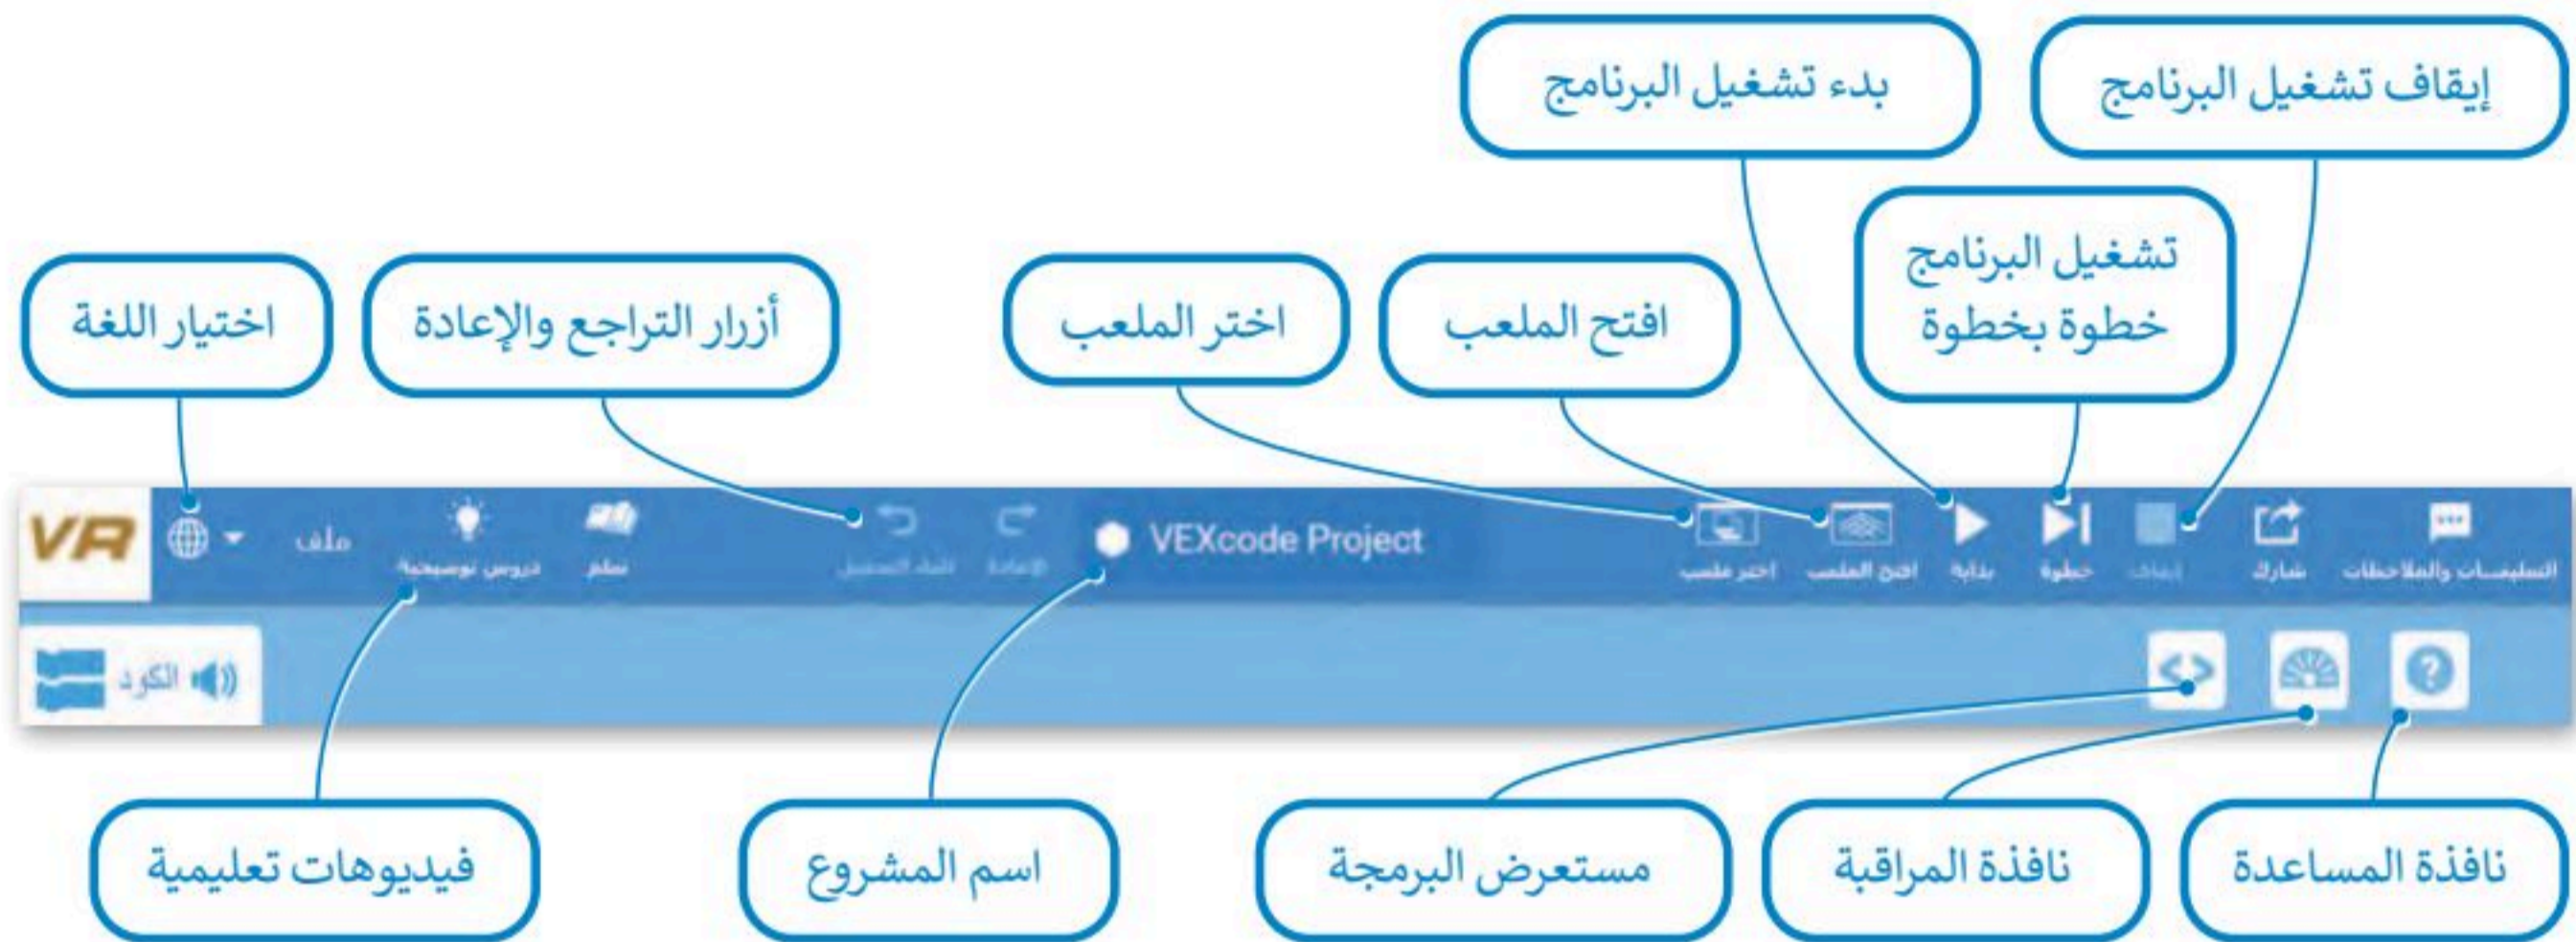 بدء تشغيل البرنامج
إيقاف تشغيل البرنامج
تشغيل البرنامج
خطوة بخطوة
اختيار اللغة
أزرار التراجع والإعادة
اختر الملعب
افتح الملعب
VR
ملف
دروس توضيحية
تعلم
الإعادة
VEXcode Project
اختر ملعب
افتح الملعب
بداية
خطوة
إيقاف
شارك
التعليمات والملاحظات
الكود
فيديوهات تعليمية
اسم المشروع
مستعرض البرمجة
نافذة المراقبة
نافذة المساعدة